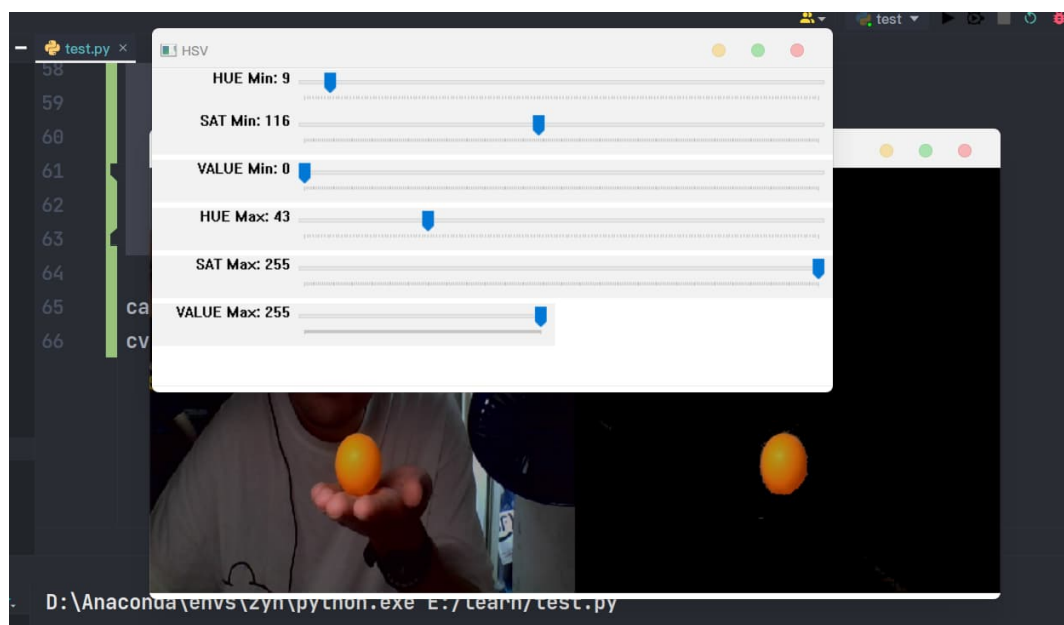 test
test.py
HSV
58
HUE Min: 9
59
SAT Min: 116
60
61
VALUE Min: 0
62
HUE Max: 43
63
64
SAT Max: 255
65 ca
VALUE Max: 255
66 cv
D:\Anaconda\envs\zyh\python.exe E:/learn/test.py